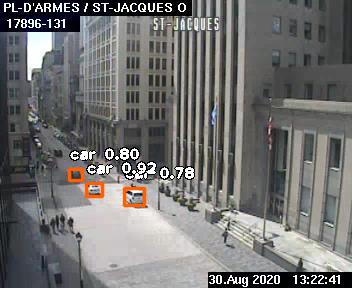 PL-D'ARMES / ST-JACQUES O
17896-131
ST-JACQUES
car 0.80
car 0.92
car 0.78
30.Aug 2020 13:22:41